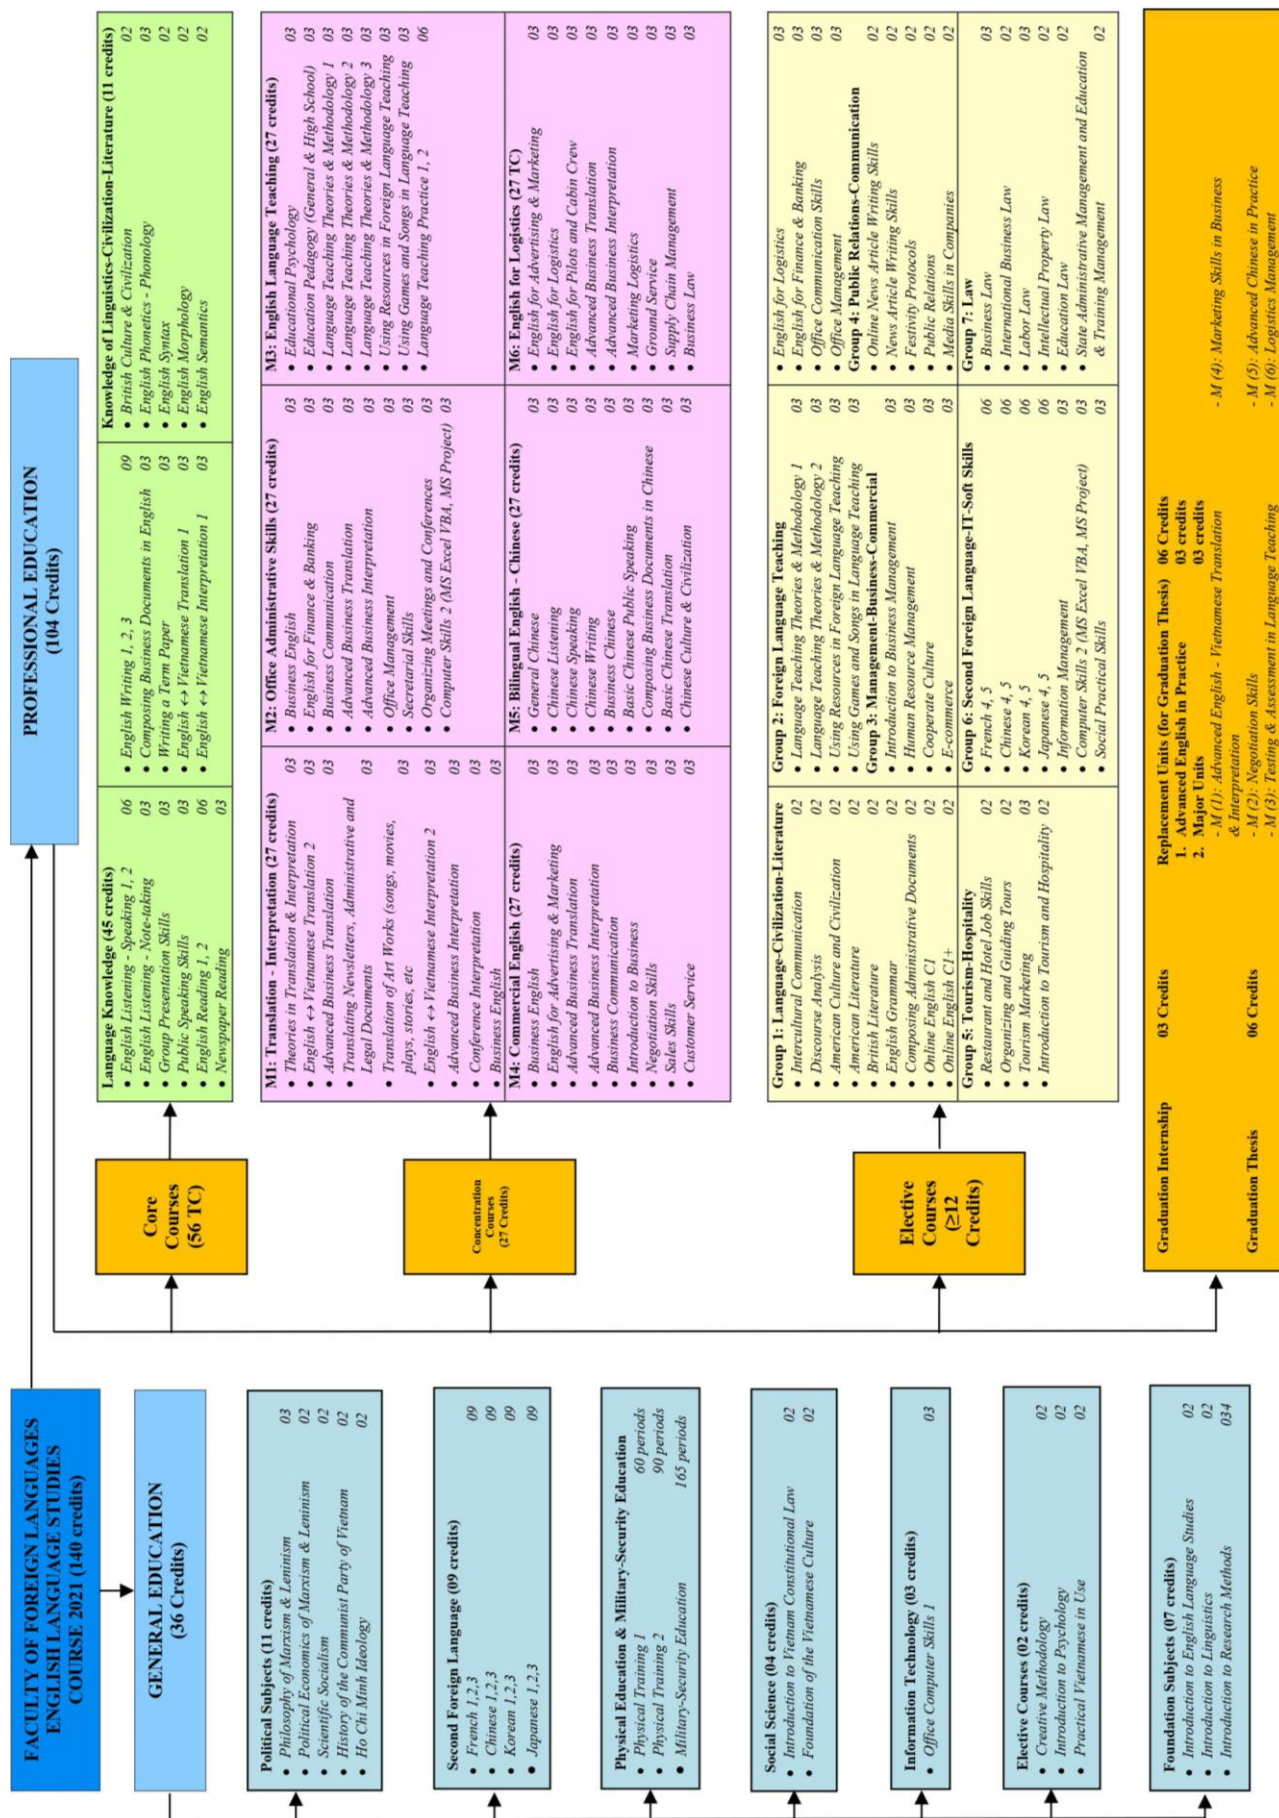 FACULTY OF FOREIGN LANGUAGES
ENGLISH LANGUAGE STUDIES
COURSE 2021 (140 credits)
GENERAL EDUCATION
(36 Credits)
Political Subjects (11 credits)
• Philosophy of Marxism & Leninism 03
• Political Economics of Marxism & Leninism 02
• Scientific Socialism 02
• History of the Communist Party of Vietnam 02
• Ho Chi Minh Ideology 02
Second Foreign Language (09 credits)
• French 1,2,3 09
• Chinese 1,2,3 09
• Korean 1,2,3 09
• Japanese 1,2,3 09
Physical Education & Military-Security Education
• Physical Training 1 60 periods
• Physical Training 2 90 periods
• Military-Security Education 165 periods
Social Science (04 credits)
• Introduction to Vietnam Constitutional Law 02
• Foundation of the Vietnamese Culture 02
Information Technology (03 credits)
• Office Computer Skills 1 03
Elective Courses (02 credits)
• Creative Methodology 02
• Introduction to Psychology 02
• Practical Vietnamese in Use 02
Foundation Subjects (07 credits)
• Introduction to English Language Studies 02
• Introduction to Linguistics 02
• Introduction to Research Methods 034
PROFESSIONAL EDUCATION
(104 Credits)
Core
Courses
(56 TC)
Language Knowledge (45 credits)
• English Listening - Speaking 1, 2 06
• English Listening - Note-taking 03
• Group Presentation Skills 03
• Public Speaking Skills 03
• English Reading 1, 2 06
• Newspaper Reading 03
• English Writing 1, 2, 3 09
• Composing Business Documents in English 03
• Writing a Term Paper 03
• English ↔ Vietnamese Translation 1 03
• English ↔ Vietnamese Interpretation 1 03
Knowledge of Linguistics-Civilization-Literature (11 credits)
• British Culture & Civilization 02
• English Phonetics - Phonology 03
• English Syntax 02
• English Morphology 02
• English Semantics 02
Concentration
Courses
(27 Credits)
M1: Translation - Interpretation (27 credits)
• Theories in Translation & Interpretation 03
• English ↔ Vietnamese Translation 2 03
• Advanced Business Translation 03
• Translating Newsletters, Administrative and
Legal Documents 03
• Translation of Art Works (songs, movies,
plays, stories, etc 03
• English ↔ Vietnamese Interpretation 2 03
• Advanced Business Interpretation 03
• Conference Interpretation 03
• Business English 03
M2: Office Administrative Skills (27 credits)
• Business English 03
• English for Finance & Banking 03
• Business Communication 03
• Advanced Business Translation 03
• Advanced Business Interpretation 03
• Office Management 03
• Secretarial Skills 03
• Organizing Meetings and Conferences 03
• Computer Skills 2 (MS Excel VBA, MS Project) 03
M3: English Language Teaching (27 credits)
• Educational Psychology 03
• Education Pedagogy (General & High School) 03
• Language Teaching Theories & Methodology 1 03
• Language Teaching Theories & Methodology 2 03
• Language Teaching Theories & Methodology 3 03
• Using Resources in Foreign Language Teaching 03
• Using Games and Songs in Language Teaching 03
• Language Teaching Practice 1, 2 06
M4: Commercial English (27 credits)
• Business English 03
• English for Advertising & Marketing 03
• Advanced Business Translation 03
• Advanced Business Interpretation 03
• Business Communication 03
• Introduction to Business 03
• Negotiation Skills 03
• Sales Skills 03
• Customer Service 03
M5: Bilingual English - Chinese (27 credits)
• General Chinese 03
• Chinese Listening 03
• Chinese Speaking 03
• Chinese Writing 03
• Business Chinese 03
• Basic Chinese Public Speaking 03
• Composing Business Documents in Chinese 03
• Basic Chinese Translation 03
• Chinese Culture & Civilization 03
M6: English for Logistics (27 TC)
• English for Advertising & Marketing 03
• English for Logistics 03
• English for Pilots and Cabin Crew 03
• Advanced Business Translation 03
• Advanced Business Interpretation 03
• Marketing Logistics 03
• Ground Service 03
• Supply Chain Management 03
• Business Law 03
Elective
Courses
(≥12
Credits)
Group 1: Language-Civilization-Literature
• Intercultural Communication 02
• Discourse Analysis 02
• American Culture and Civilization 02
• American Literature 02
• British Literature 02
• English Grammar 02
• Composing Administrative Documents 02
• Online English C1 02
• Online English C1+ 02
Group 2: Foreign Language Teaching
• Language Teaching Theories & Methodology 1 03
• Language Teaching Theories & Methodology 2 03
• Using Resources in Foreign Language Teaching 03
• Using Games and Songs in Language Teaching 03
Group 3: Management-Business-Commercial
• Introduction to Business Management 03
• Human Resource Management 03
• Cooperate Culture 03
• E-commerce 03
• English for Logistics 03
• English for Finance & Banking 03
• Office Communication Skills 03
• Office Management 03
Group 4: Public Relations-Communication
• Online News Article Writing Skills 02
• News Article Writing Skills 02
• Festivity Protocols 02
• Public Relations 02
• Media Skills in Companies 02
Group 5: Tourism-Hospitality
• Restaurant and Hotel Job Skills 02
• Organizing and Guiding Tours 02
• Tourism Marketing 03
• Introduction to Tourism and Hospitality 02
Group 6: Second Foreign Language-IT-Soft Skills
• French 4, 5 06
• Chinese 4, 5 06
• Korean 4, 5 06
• Japanese 4, 5 06
• Information Management 03
• Computer Skills 2 (MS Excel VBA, MS Project) 03
• Social Practical Skills 03
Group 7: Law
• Business Law 03
• International Business Law 02
• Labor Law 03
• Intellectual Property Law 02
• Education Law 02
• State Administrative Management and Education
& Training Management 02
Graduation Internship 03 Credits
Graduation Thesis 06 Credits
Replacement Units (for Graduation Thesis) 06 Credits
1. Advanced English in Practice 03 credits
2. Major Units 03 credits
- M (1): Advanced English - Vietnamese Translation
& Interpretation
- M (2): Negotiation Skills
- M (3): Testing & Assessment in Language Teaching
- M (4): Marketing Skills in Business
- M (5): Advanced Chinese in Practice
- M (6): Logistics Management